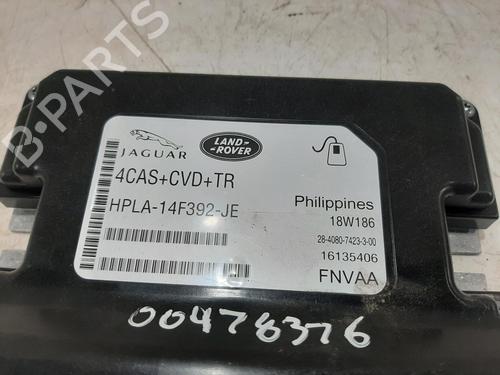 B-PARTS
JAGUAR
LAND-
ROVER
4CAS+CVD+TR
HPLA-14F392-JE
Philippines
18W186
28-4080-7423-3-00
16135406
FNVAA
00478376